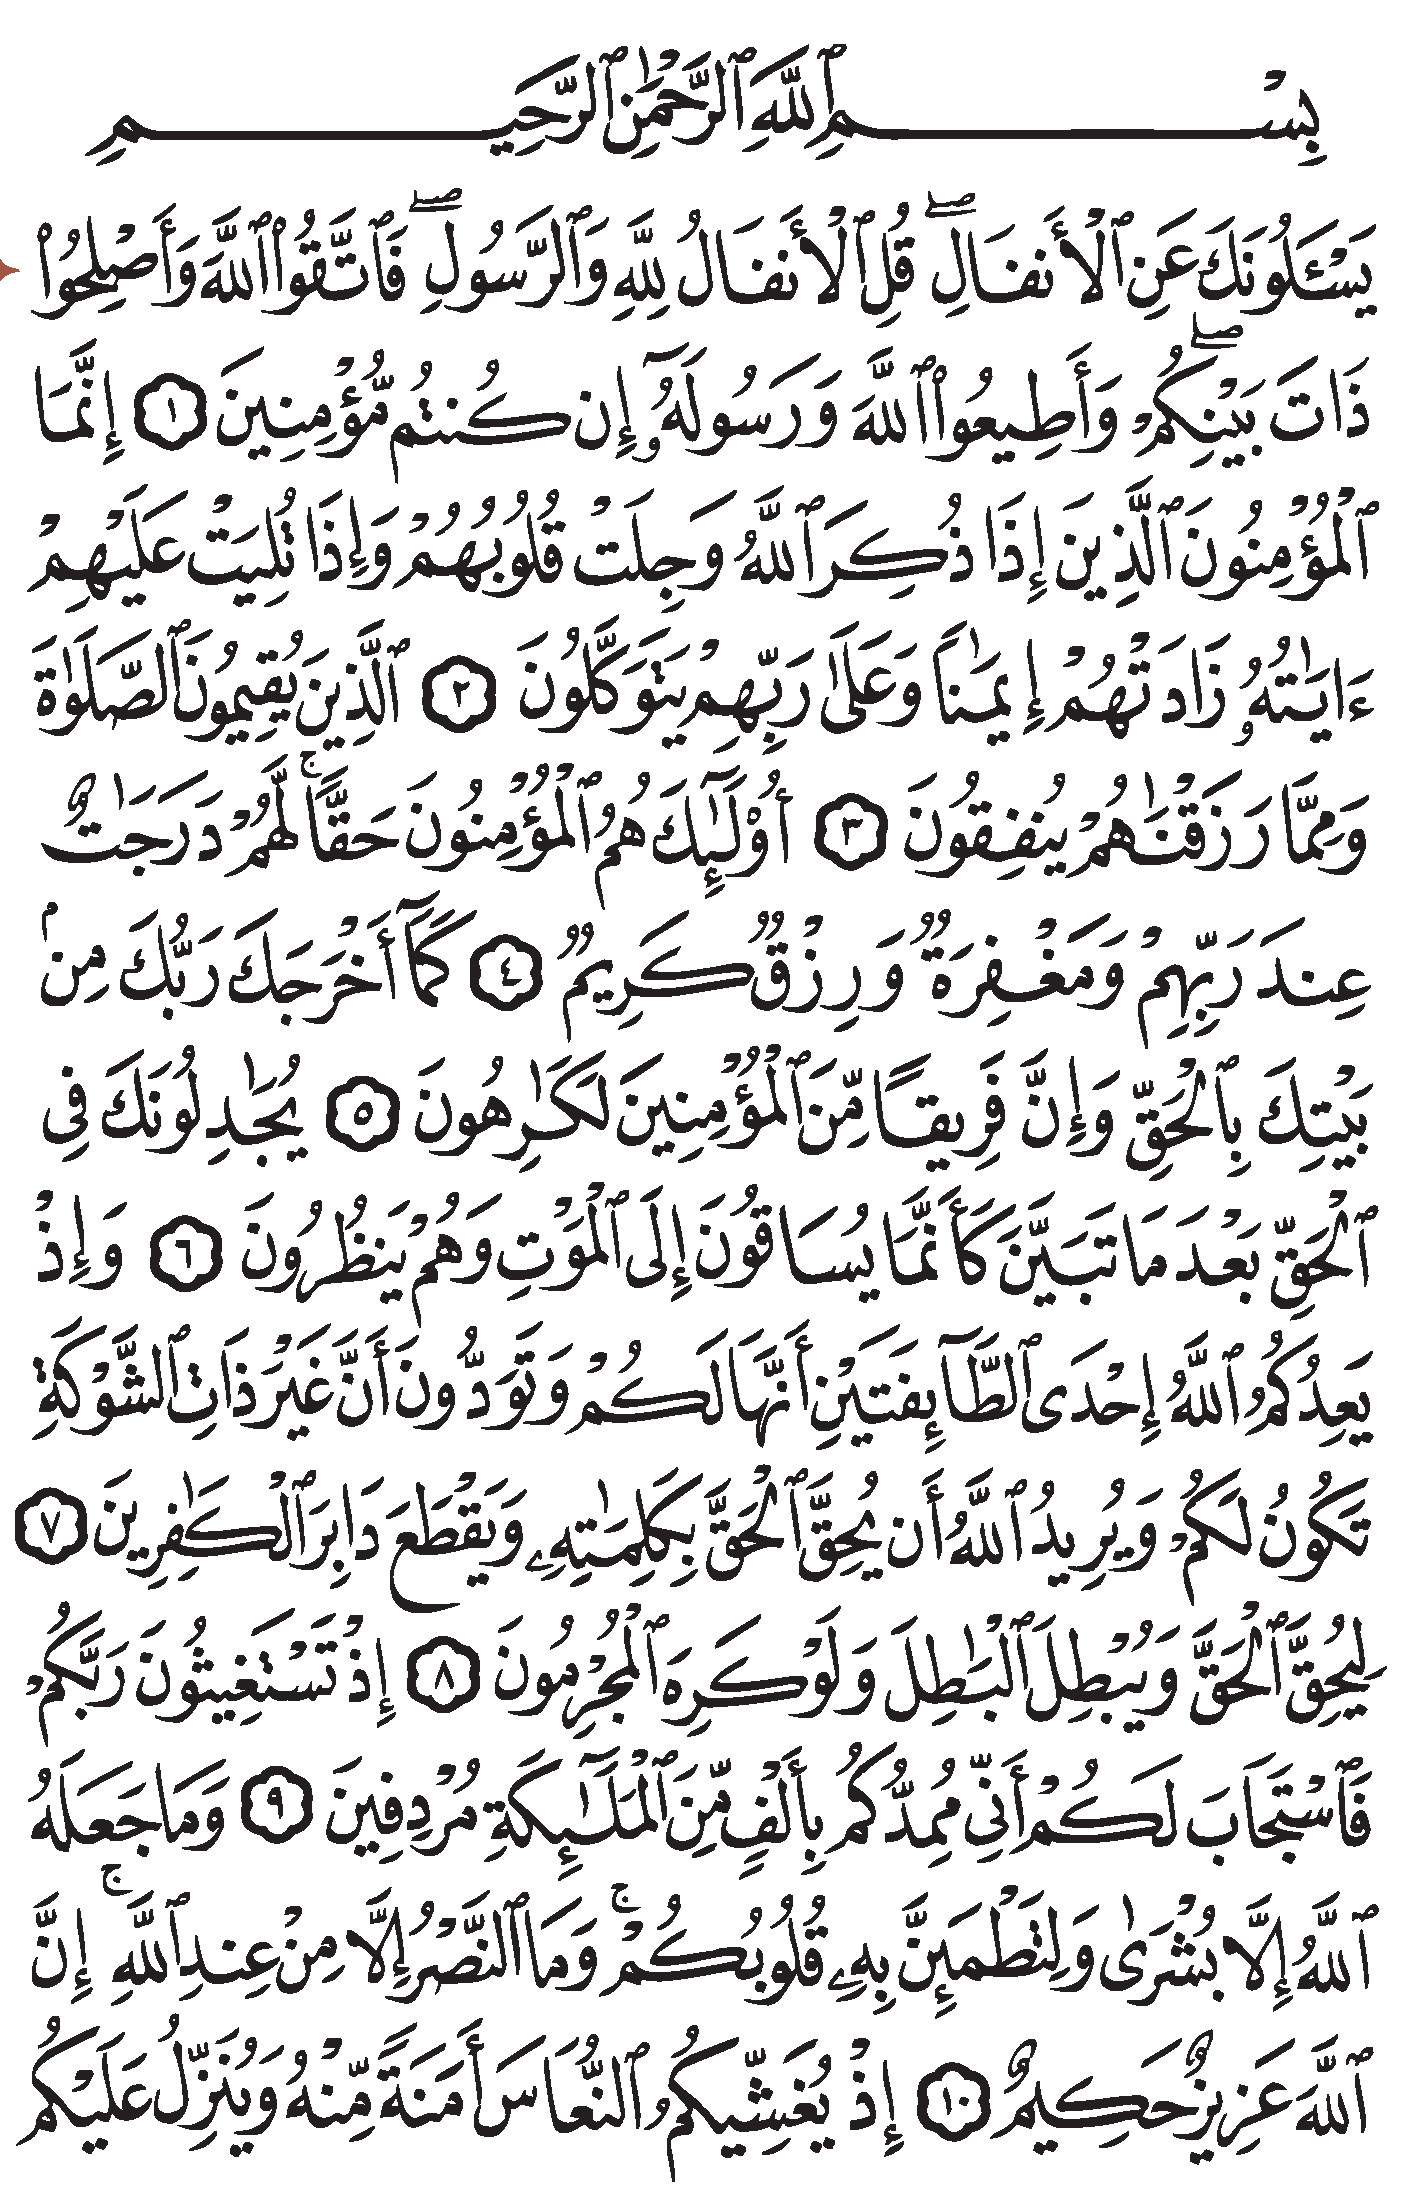 بِسْمِ ٱللَّهِ ٱلرَّحْمَٰنِ ٱلرَّحِيمِ
يَسْـَٔلُونَكَ عَنِ ٱلْأَنفَالِۖ قُلِ ٱلْأَنفَالُ لِلَّهِ وَٱلرَّسُولِۖ فَٱتَّقُوا۟ ٱللَّهَ وَأَصْلِحُوا۟
ذَاتَ بَيْنِكُمْۖ وَأَطِيعُوا۟ ٱللَّهَ وَرَسُولَهُۥٓ إِن كُنتُم مُّؤْمِنِينَ ١ إِنَّمَا
ٱلْمُؤْمِنُونَ ٱلَّذِينَ إِذَا ذُكِرَ ٱللَّهُ وَجِلَتْ قُلُوبُهُمْ وَإِذَا تُلِيَتْ عَلَيْهِمْ
ءَايَٰتُهُۥ زَادَتْهُمْ إِيمَٰنًا وَعَلَىٰ رَبِّهِمْ يَتَوَكَّلُونَ ٢ ٱلَّذِينَ يُقِيمُونَ ٱلصَّلَوٰةَ
وَمِمَّا رَزَقْنَٰهُمْ يُنفِقُونَ ٣ أُو۟لَٰٓئِكَ هُمُ ٱلْمُؤْمِنُونَ حَقًّاۚ لَّهُمْ دَرَجَٰتٌ
عِندَ رَبِّهِمْ وَمَغْفِرَةٌ وَرِزْقٌ كَرِيمٌ ٤ كَمَآ أَخْرَجَكَ رَبُّكَ مِنۢ
بَيْتِكَ بِٱلْحَقِّ وَإِنَّ فَرِيقًا مِّنَ ٱلْمُؤْمِنِينَ لَكَٰرِهُونَ ٥ يُجَٰدِلُونَكَ فِى
ٱلْحَقِّ بَعْدَ مَا تَبَيَّنَ كَأَنَّمَا يُسَاقُونَ إِلَى ٱلْمَوْتِ وَهُمْ يَنظُرُونَ ٦ وَإِذْ
يَعِدُكُمُ ٱللَّهُ إِحْدَى ٱلطَّآئِفَتَيْنِ أَنَّهَا لَكُمْ وَتَوَدُّونَ أَنَّ غَيْرَ ذَاتِ ٱلشَّوْكَةِ
تَكُونُ لَكُمْ وَيُرِيدُ ٱللَّهُ أَن يُحِقَّ ٱلْحَقَّ بِكَلِمَٰتِهِۦ وَيَقْطَعَ دَابِرَ ٱلْكَٰفِرِينَ ٧
لِيُحِقَّ ٱلْحَقَّ وَيُبْطِلَ ٱلْبَٰطِلَ وَلَوْ كَرِهَ ٱلْمُجْرِمُونَ ٨ إِذْ تَسْتَغِيثُونَ رَبَّكُمْ
فَٱسْتَجَابَ لَكُمْ أَنِّى مُمِدُّكُم بِأَلْفٍ مِّنَ ٱلْمَلَٰٓئِكَةِ مُرْدِفِينَ ٩ وَمَا جَعَلَهُ
ٱللَّهُ إِلَّا بُشْرَىٰ وَلِتَطْمَئِنَّ بِهِۦ قُلُوبُكُمْۚ وَمَا ٱلنَّصْرُ إِلَّا مِنْ عِندِ ٱللَّهِۚ إِنَّ
ٱللَّهَ عَزِيزٌ حَكِيمٌ ١٠ إِذْ يُغَشِّيكُمُ ٱلنُّعَاسَ أَمَنَةً مِّنْهُ وَيُنَزِّلُ عَلَيْكُم